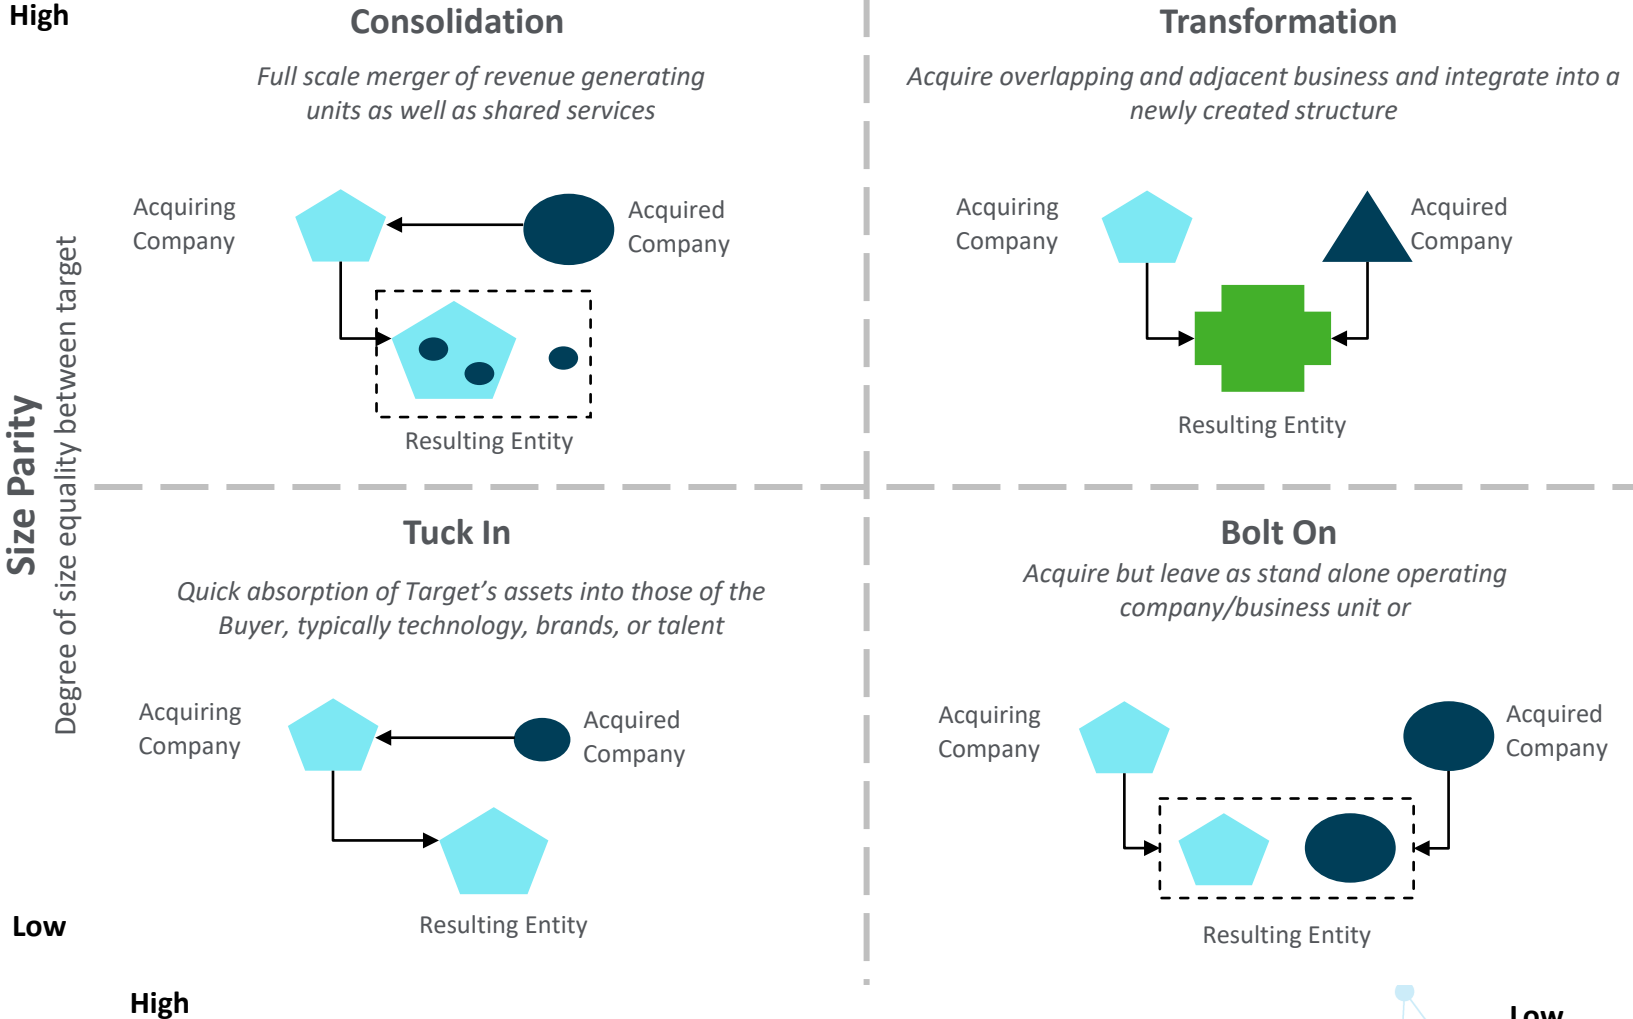 High
Consolidation
Full scale merger of revenue generating
units as well as shared services
Acquiring
Company
Acquired
Company
Resulting Entity
Transformation
Acquire overlapping and adjacent business and integrate into a
newly created structure
Acquiring
Company
Acquired
Company
Resulting Entity
Size Parity
Degree of size equality between target
Tuck In
Quick absorption of Target’s assets into those of the
Buyer, typically technology, brands, or talent
Acquiring
Company
Acquired
Company
Resulting Entity
Bolt On
Acquire but leave as stand alone operating
company/business unit or
Acquiring
Company
Acquired
Company
Resulting Entity
Low
High
Low